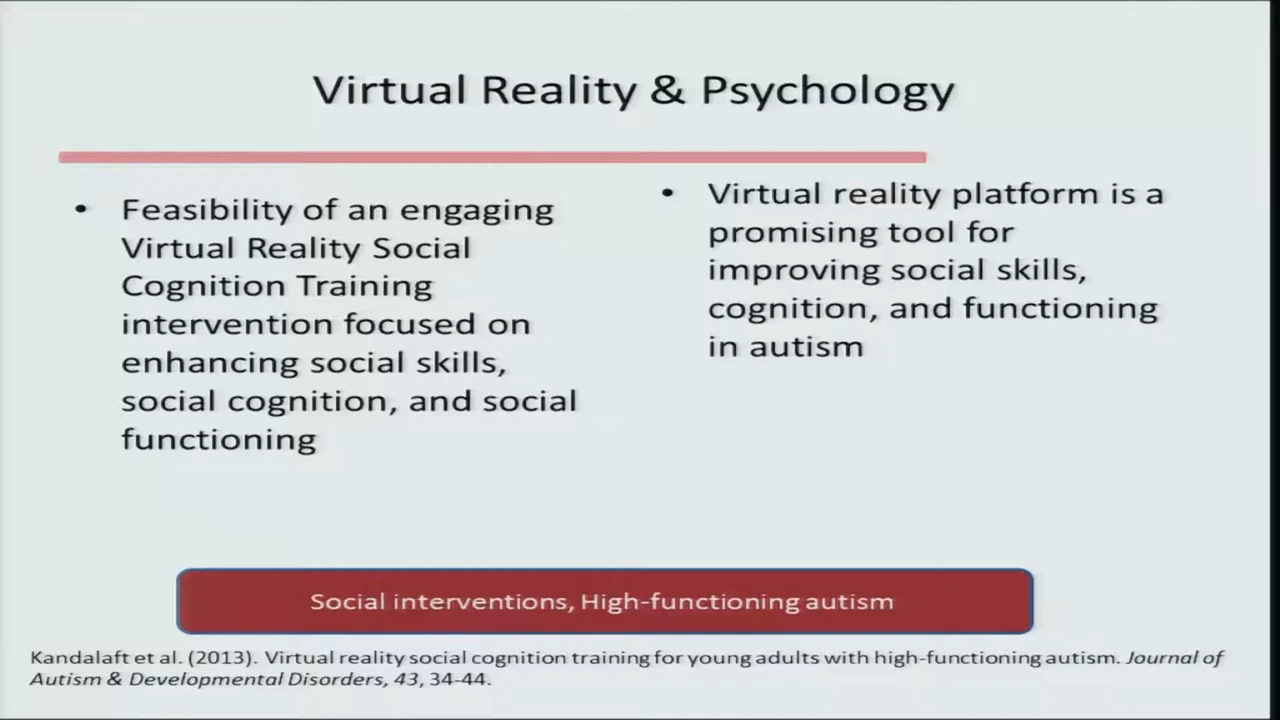 Virtual Reality & Psychology
• Feasibility of an engaging
Virtual Reality Social
Cognition Training
intervention focused on
enhancing social skills,
social cognition, and social
functioning
• Virtual reality platform is a
promising tool for
improving social skills,
cognition, and functioning
in autism
Social interventions, High-functioning autism
Kandalaft et al. (2013). Virtual reality social cognition training for young adults with high-functioning autism. Journal of
Autism & Developmental Disorders, 43, 34-44.